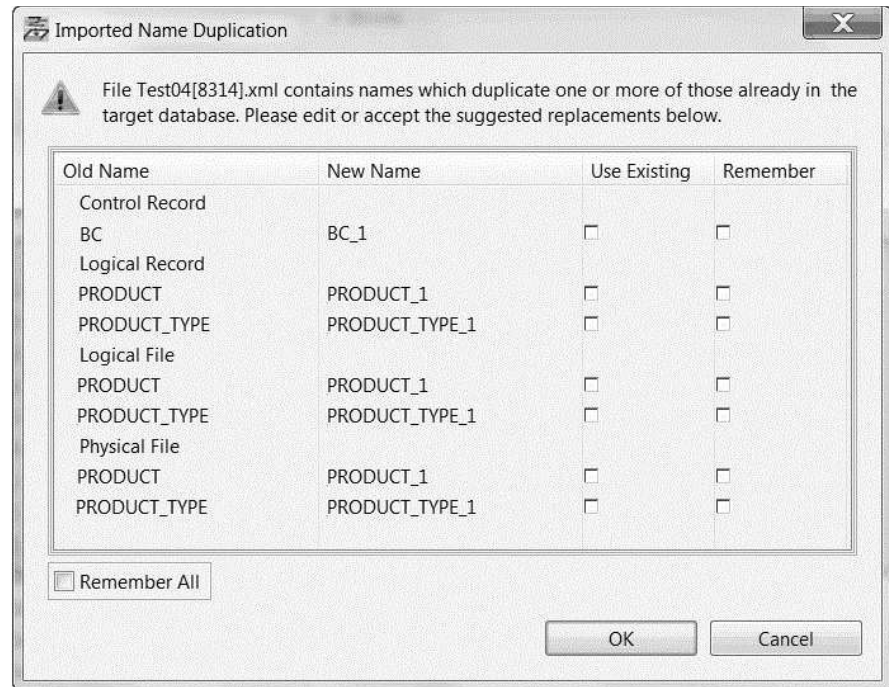 Imported Name Duplication
File Test04[8314].xml contains names which duplicate one or more of those already in the
target database. Please edit or accept the suggested replacements below.
Old Name New Name Use Existing Remember
Control Record
BC BC_1
Logical Record
PRODUCT PRODUCT_1
PRODUCT_TYPE PRODUCT_TYPE_1
Logical File
PRODUCT PRODUCT_1
PRODUCT_TYPE PRODUCT_TYPE_1
Physical File
PRODUCT PRODUCT_1
PRODUCT_TYPE PRODUCT_TYPE_1
Remember All
OK Cancel